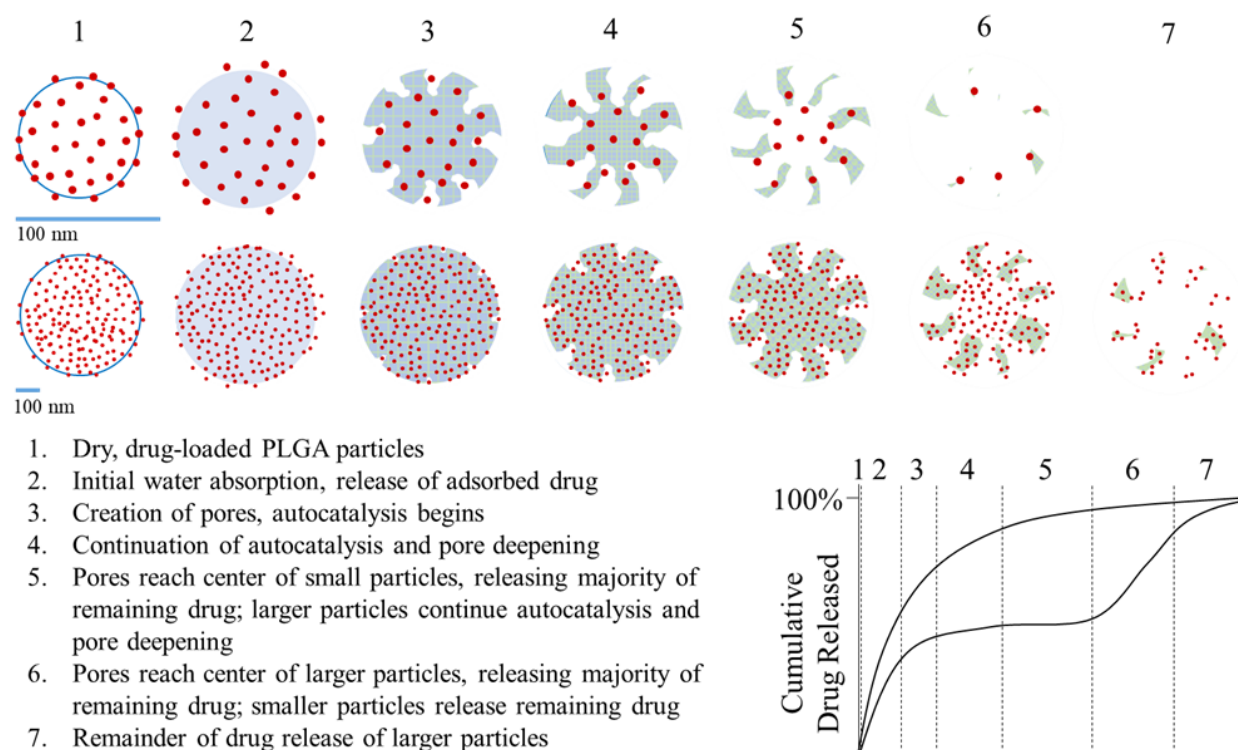 1 2 3 4 5 6 7
100 nm
100 nm
1. Dry, drug-loaded PLGA particles
2. Initial water absorption, release of adsorbed drug
3. Creation of pores, autocatalysis begins
4. Continuation of autocatalysis and pore deepening
5. Pores reach center of small particles, releasing majority of
remaining drug; larger particles continue autocatalysis and
pore deepening
6. Pores reach center of larger particles, releasing majority of
remaining drug; smaller particles release remaining drug
7. Remainder of drug release of larger particles
1 2 3 4 5 6 7
100%
Cumulative
Drug Released